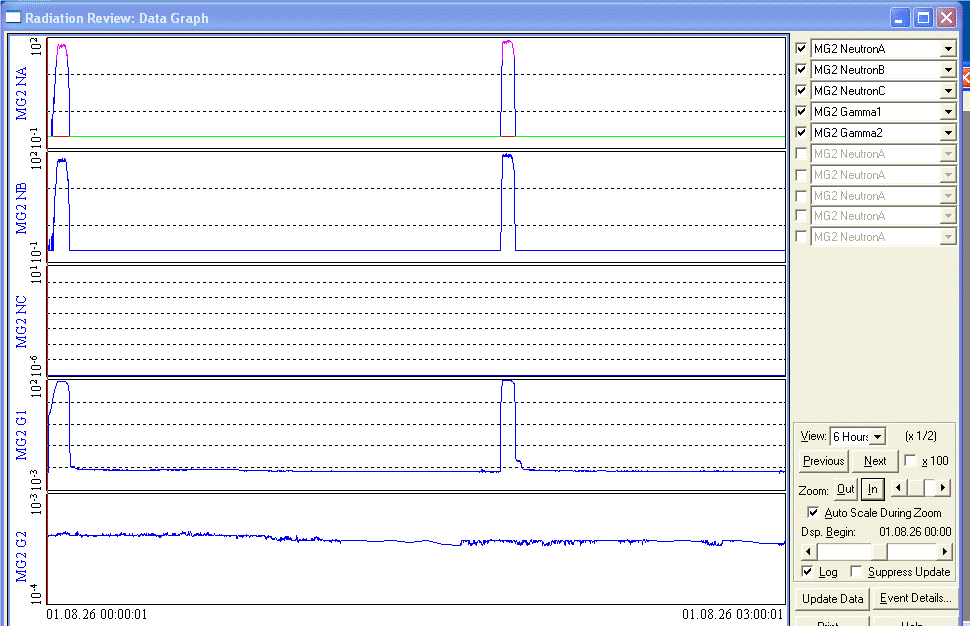 Radiation Review: Data Graph
MG2 NA
10^2
10^-1
MG2 NB
10^2
10^-1
MG2 NC
10^1
10^-6
MG2 G1
10^2
10^-3
MG2 G2
10^-3
10^-4
01.08.26 00:00:01
01.08.26 03:00:01
MG2 NeutronA
MG2 NeutronB
MG2 NeutronC
MG2 Gamma1
MG2 Gamma2
MG2 NeutronA
MG2 NeutronA
MG2 NeutronA
MG2 NeutronA
MG2 NeutronA
View: 6 Hours (x 1/2)
Previous Next x 100
Zoom: Out In
Auto Scale During Zoom
Dsp. Begin: 01.08.26 00:00
Log Suppress Update
Update Data Event Details...
Print Help